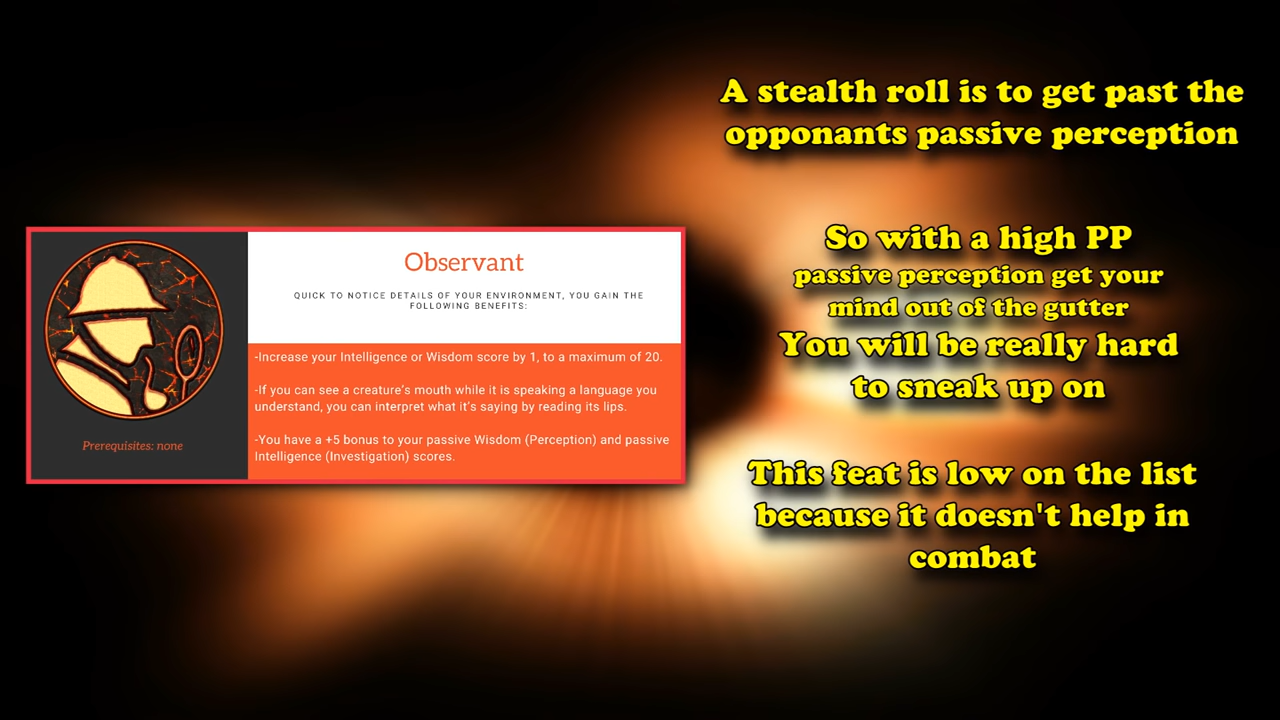 Observant
QUICK TO NOTICE DETAILS OF YOUR ENVIRONMENT, YOU GAIN THE
FOLLOWING BENEFITS:
-Increase your Intelligence or Wisdom score by 1, to a maximum of 20.
-If you can see a creature's mouth while it is speaking a language you
understand, you can interpret what it's saying by reading its lips.
-You have a +5 bonus to your passive Wisdom (Perception) and passive
Intelligence (Investigation) scores.
Prerequisites: none
A stealth roll is to get past the
opponants passive perception
So with a high PP
passive perception get your
mind out of the gutter
You will be really hard
to sneak up on
This feat is low on the list
because it doesn't help in
combat